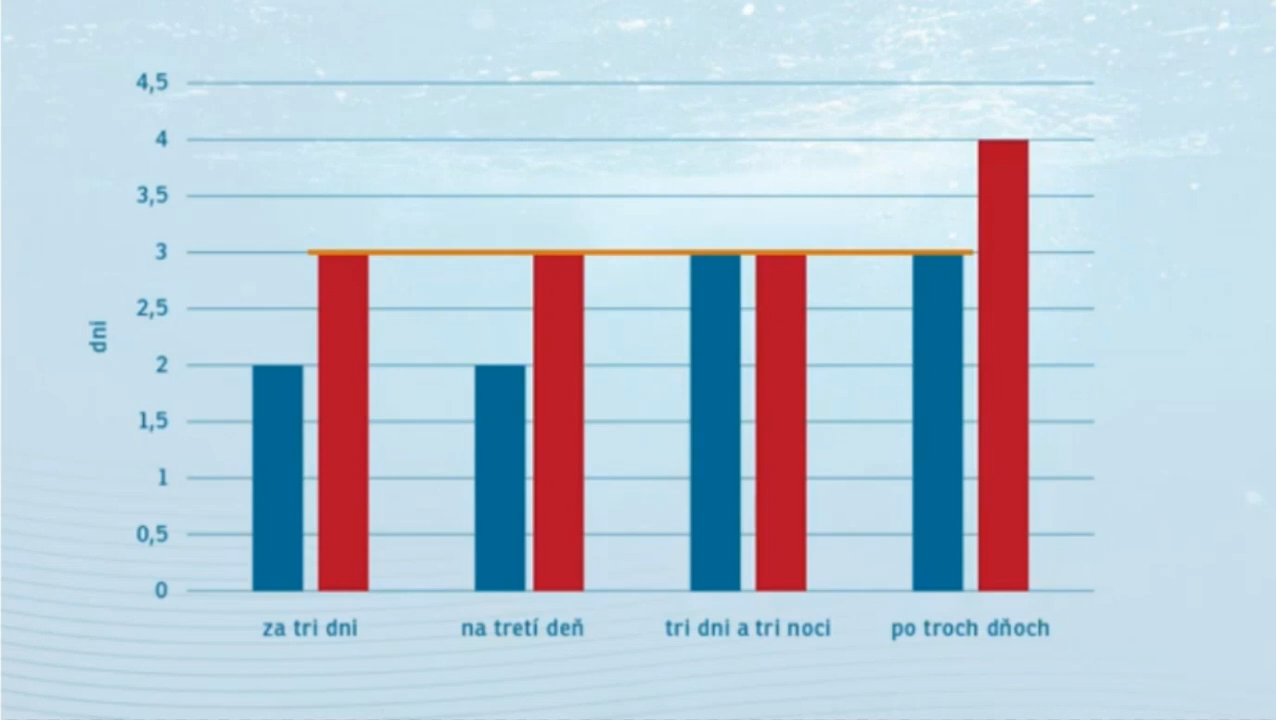 4,5
4
3,5
3
2,5
dni
2
1,5
1
0,5
0
za tri dni
na tretí deň
tri dni a tri noci
po troch dňoch